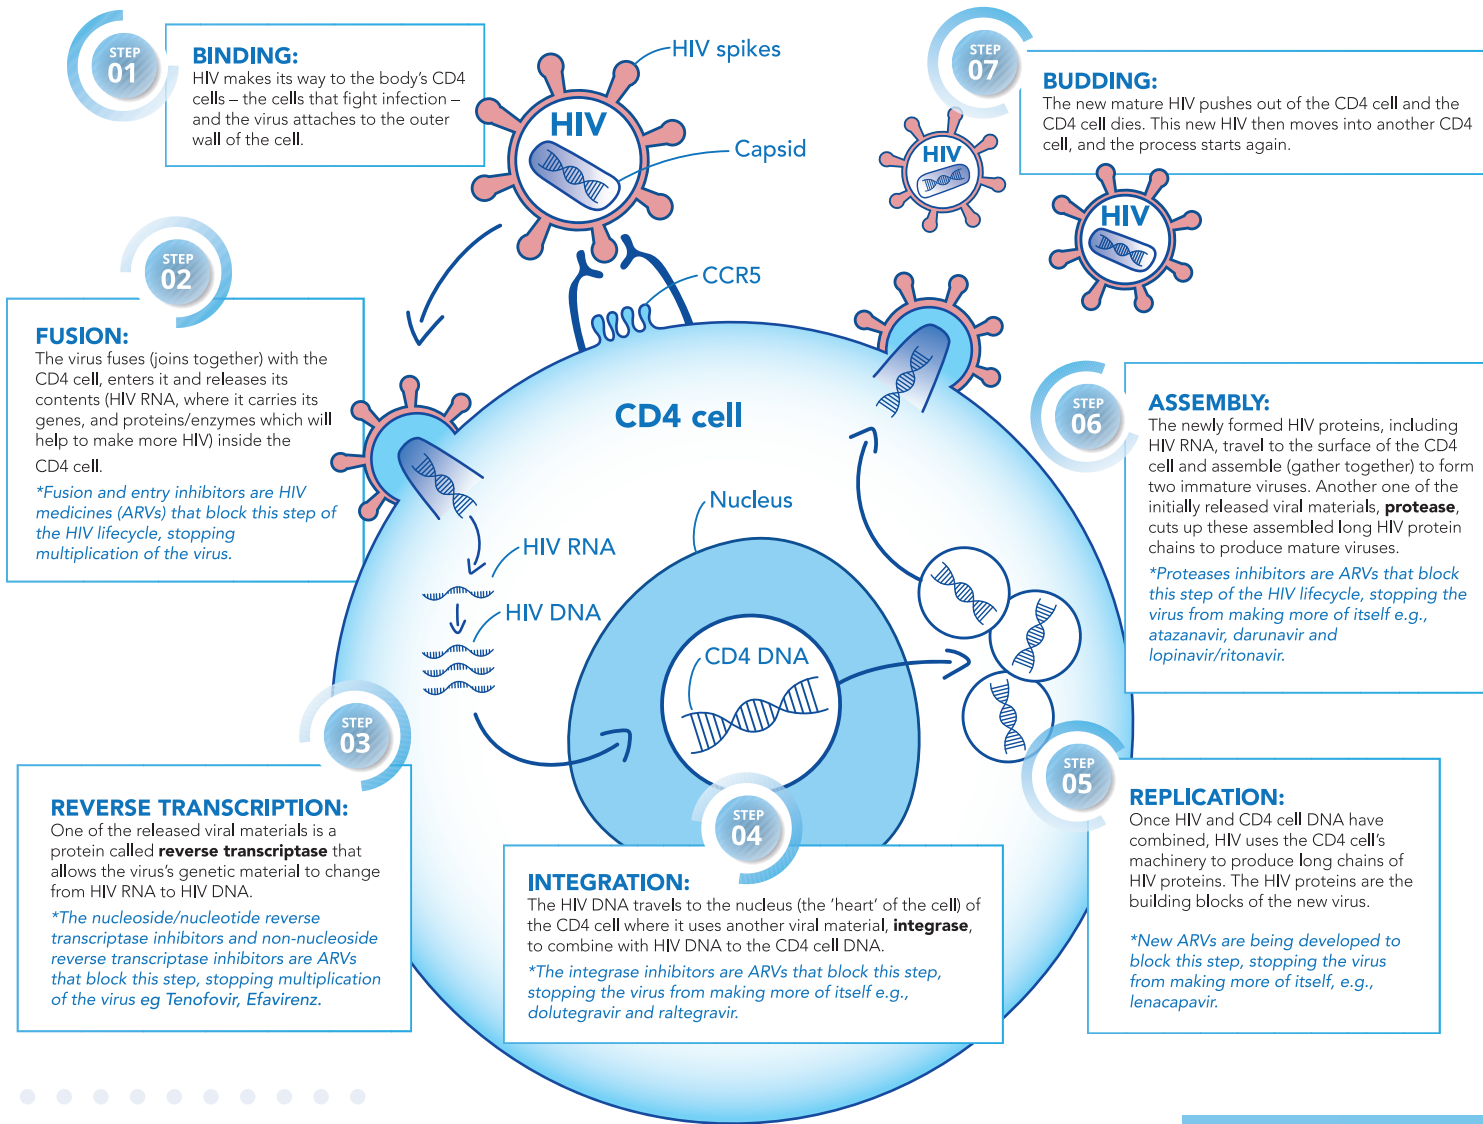 STEP
01
BINDING:
HIV makes its way to the body's CD4
cells – the cells that fight infection –
and the virus attaches to the outer
wall of the cell.
HIV spikes
HIV
Capsid
CCR5
STEP
02
FUSION:
The virus fuses (joins together) with the
CD4 cell, enters it and releases its
contents (HIV RNA, where it carries its
genes, and proteins/enzymes which will
help to make more HIV) inside the
CD4 cell.
*Fusion and entry inhibitors are HIV
medicines (ARVs) that block this step of
the HIV lifecycle, stopping
multiplication of the virus.
CD4 cell
Nucleus
HIV RNA
HIV DNA
CD4 DNA
STEP
03
REVERSE TRANSCRIPTION:
One of the released viral materials is a
protein called reverse transcriptase that
allows the virus's genetic material to change
from HIV RNA to HIV DNA.
*The nucleoside/nucleotide reverse
transcriptase inhibitors and non-nucleoside
reverse transcriptase inhibitors are ARVs
that block this step, stopping multiplication
of the virus eg Tenofovir, Efavirenz.
STEP
04
INTEGRATION:
The HIV DNA travels to the nucleus (the 'heart' of the cell) of
the CD4 cell where it uses another viral material, integrase,
to combine with HIV DNA to the CD4 cell DNA.
*The integrase inhibitors are ARVs that block this step,
stopping the virus from making more of itself e.g.,
dolutegravir and raltegravir.
STEP
05
REPLICATION:
Once HIV and CD4 cell DNA have
combined, HIV uses the CD4 cell's
machinery to produce long chains of
HIV proteins. The HIV proteins are the
building blocks of the new virus.
*New ARVs are being developed to
block this step, stopping the virus
from making more of itself, e.g.,
lenacapavir.
STEP
06
ASSEMBLY:
The newly formed HIV proteins, including
HIV RNA, travel to the surface of the CD4
cell and assemble (gather together) to form
two immature viruses. Another one of the
initially released viral materials, protease,
cuts up these assembled long HIV protein
chains to produce mature viruses.
*Proteases inhibitors are ARVs that block
this step of the HIV lifecycle, stopping the
virus from making more of itself e.g.,
atazanavir, darunavir and
lopinavir/ritonavir.
STEP
07
BUDDING:
The new mature HIV pushes out of the CD4 cell and the
CD4 cell dies. This new HIV then moves into another CD4
cell, and the process starts again.
HIV
HIV